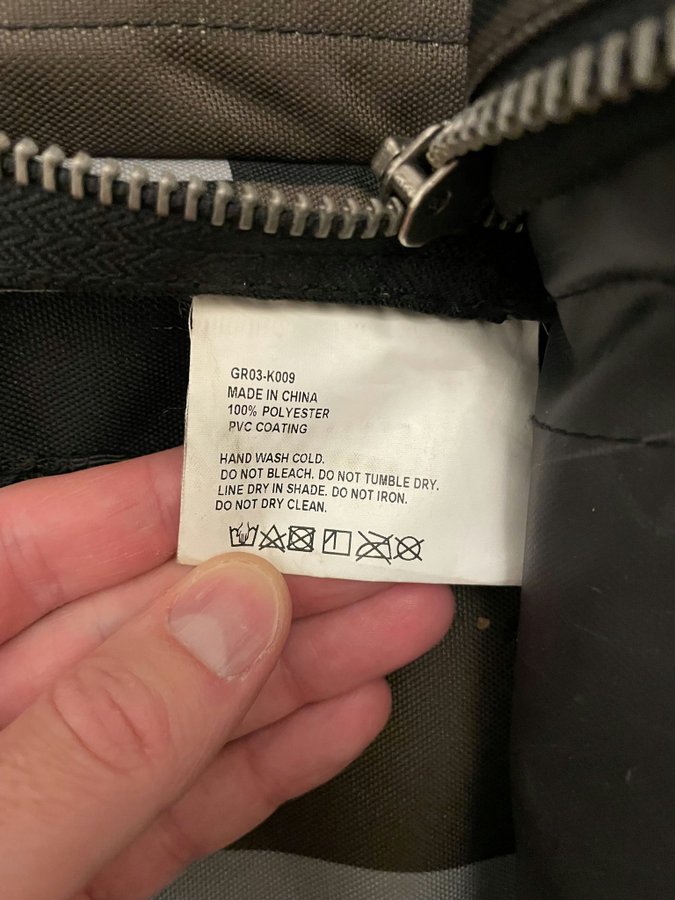 GR03-K009
MADE IN CHINA
100% POLYESTER
PVC COATING
HAND WASH COLD.
DO NOT BLEACH. DO NOT TUMBLE DRY.
LINE DRY IN SHADE. DO NOT IRON.
DO NOT DRY CLEAN.